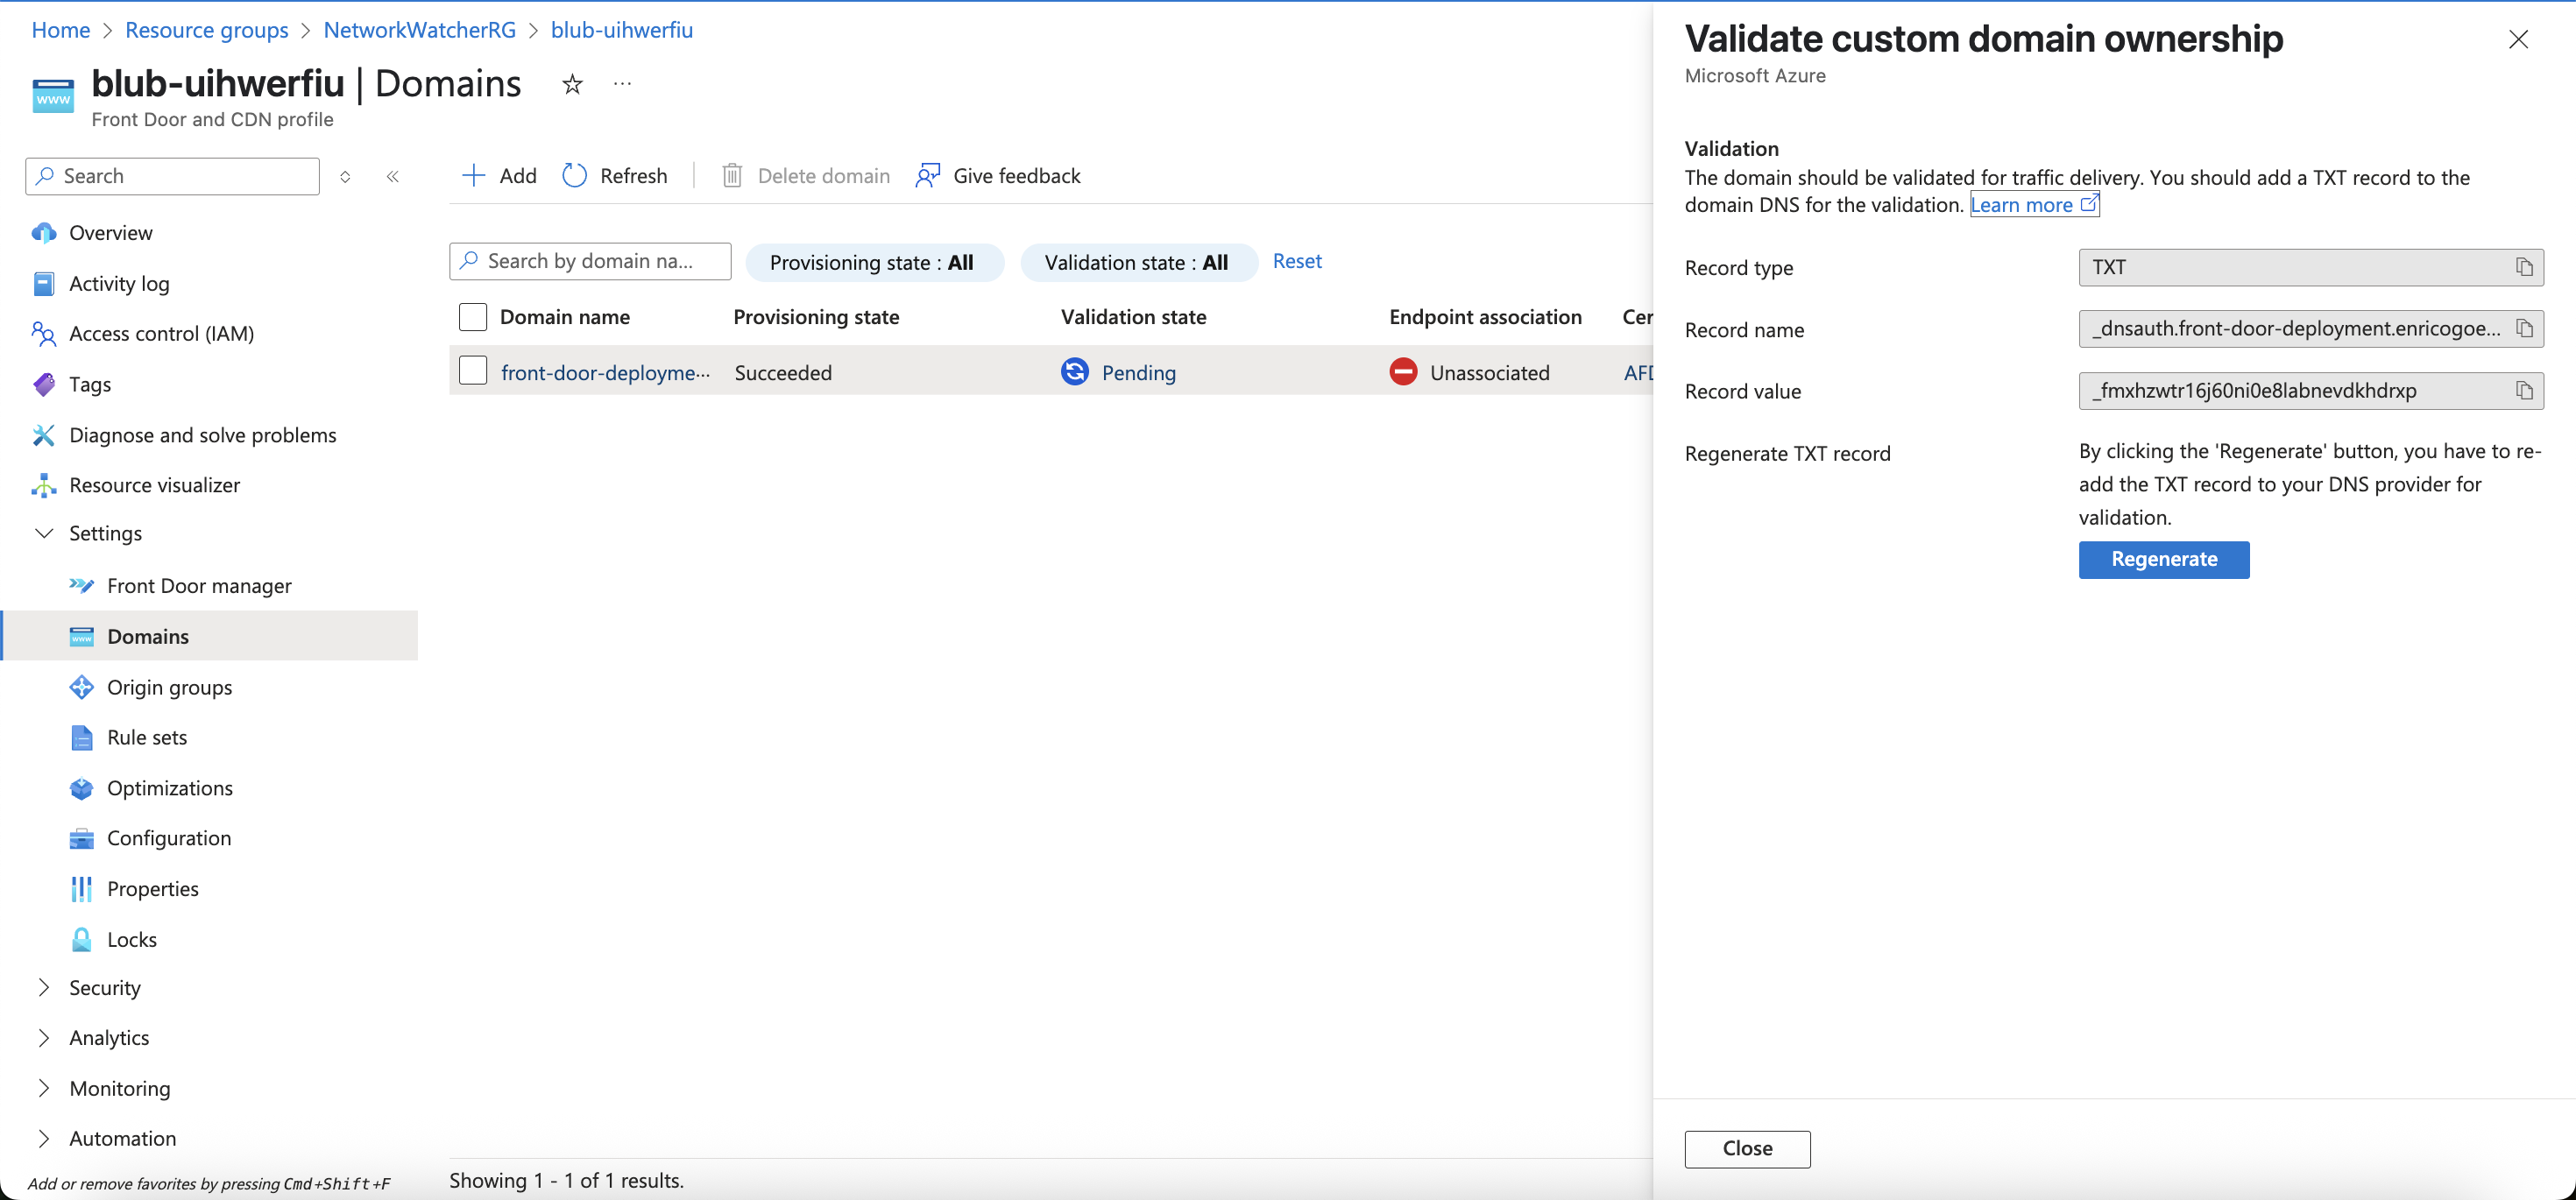 Home > Resource groups > NetworkWatcherRG > blub-uihwerfiu
blub-uihwerfiu | Domains
Front Door and CDN profile
Search
Overview
Activity log
Access control (IAM)
Tags
Diagnose and solve problems
Resource visualizer
Settings
Front Door manager
Domains
Origin groups
Rule sets
Optimizations
Configuration
Properties
Locks
Security
Analytics
Monitoring
Automation
Add or remove favorites by pressing Cmd+Shift+F
Add Refresh Delete domain Give feedback
Search by domain na... Provisioning state : All Validation state : All Reset
Domain name Provisioning state Validation state Endpoint association Cer
front-door-deployme... Succeeded Pending Unassociated AFD
Showing 1 - 1 of 1 results.
Validate custom domain ownership
Microsoft Azure
Validation
The domain should be validated for traffic delivery. You should add a TXT record to the
domain DNS for the validation. Learn more
Record type TXT
Record name _dnsauth.front-door-deployment.enricogoe...
Record value _fmxhzwtr16j60ni0e8labnevdkhdrxp
Regenerate TXT record
By clicking the 'Regenerate' button, you have to re-
add the TXT record to your DNS provider for
validation.
Regenerate
Close